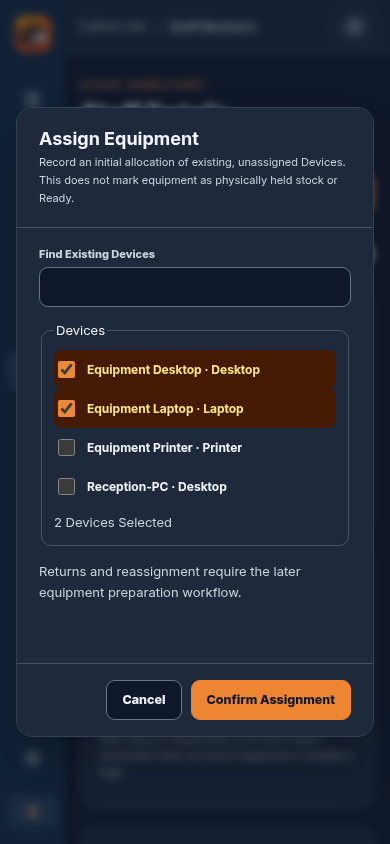 Assign Equipment
Record an initial allocation of existing, unassigned Devices.
This does not mark equipment as physically held stock or
Ready.
Find Existing Devices
Devices
Equipment Desktop · Desktop
Equipment Laptop · Laptop
Equipment Printer · Printer
Reception-PC · Desktop
2 Devices Selected
Returns and reassignment require the later
equipment preparation workflow.
Cancel
Confirm Assignment